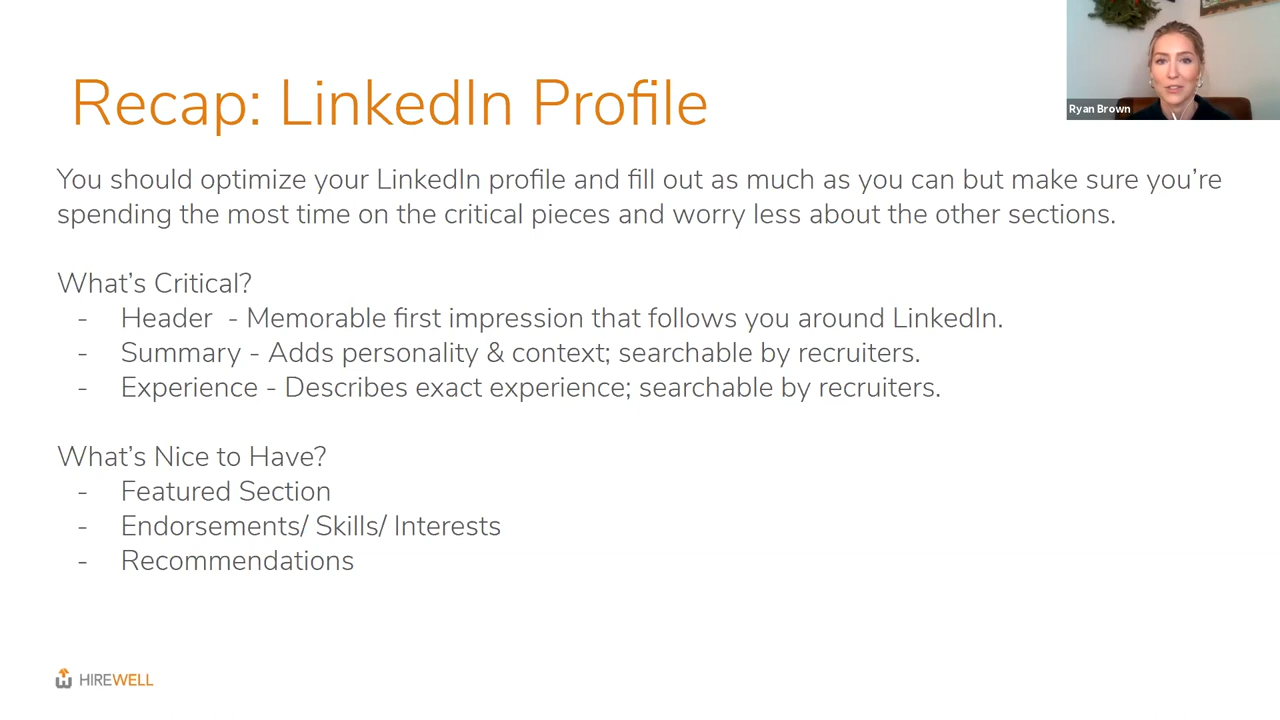 Recap: LinkedIn Profile
Ryan Brown
You should optimize your LinkedIn profile and fill out as much as you can but make sure you’re
spending the most time on the critical pieces and worry less about the other sections.
What’s Critical?
- Header - Memorable first impression that follows you around LinkedIn.
- Summary - Adds personality & context; searchable by recruiters.
- Experience - Describes exact experience; searchable by recruiters.
What’s Nice to Have?
- Featured Section
- Endorsements/ Skills/ Interests
- Recommendations
HIREWELL